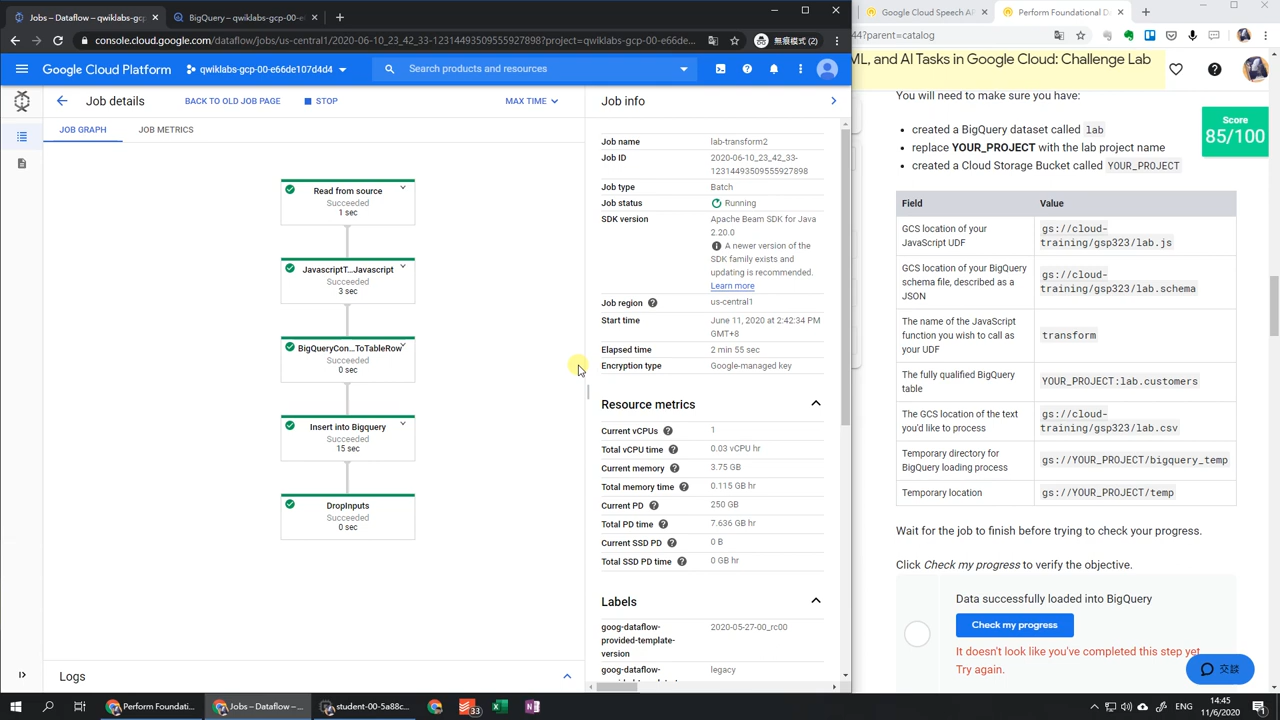 Jobs – Dataflow – qwiklabs-gcp
BigQuery – qwiklabs-gcp-00-e66
console.cloud.google.com/dataflow/jobs/us-central1/2020-06-10_23_42_33-12314493509555927898?project=qwiklabs-gcp-00-e66de...
無痕模式 (2)
Google Cloud Platform
qwiklabs-gcp-00-e66de107d4d4
Search products and resources
Job details
BACK TO OLD JOB PAGE
STOP
MAX TIME
JOB GRAPH
JOB METRICS
Read from source
Succeeded
1 sec
JavascriptT...Javascript
Succeeded
3 sec
BigQueryCon...ToTableRow
Succeeded
0 sec
Insert into Bigquery
Succeeded
15 sec
DropInputs
Succeeded
0 sec
Logs
Job info
Job name lab-transform2
Job ID 2020-06-10_23_42_33-
12314493509555927898
Job type Batch
Job status Running
SDK version Apache Beam SDK for Java
2.20.0
A newer version of the
SDK family exists and
updating is recommended.
Learn more
Job region us-central1
Start time June 11, 2020 at 2:42:34 PM
GMT+8
Elapsed time 2 min 55 sec
Encryption type Google-managed key
Resource metrics
Current vCPUs 1
Total vCPU time 0.03 vCPU hr
Current memory 3.75 GB
Total memory time 0.115 GB hr
Current PD 250 GB
Total PD time 7.636 GB hr
Current SSD PD 0 B
Total SSD PD time 0 GB hr
Labels
goog-dataflow- 2020-05-27-00_rc00
provided-template-
version
goog-dataflow- legacy
Google Cloud Speech AP
Perform Foundational Da
44?parent=catalog
ML, and AI Tasks in Google Cloud: Challenge Lab
You will need to make sure you have:
• created a BigQuery dataset called lab
• replace YOUR_PROJECT with the lab project name
• created a Cloud Storage Bucket called YOUR_PROJECT
Score
85/100
Field Value
GCS location of your gs://cloud-
JavaScript UDF training/gsp323/lab.js
GCS location of your BigQuery gs://cloud-
schema file, described as a training/gsp323/lab.schema
JSON
The name of the JavaScript
function you wish to call as transform
your UDF
The fully qualified BigQuery YOUR_PROJECT:lab.customers
table
The GCS location of the text gs://cloud-
you'd like to process training/gsp323/lab.csv
Temporary directory for gs://YOUR_PROJECT/bigquery_temp
BigQuery loading process
Temporary location gs://YOUR_PROJECT/temp
Wait for the job to finish before trying to check your progress.
Click Check my progress to verify the objective.
Data successfully loaded into BigQuery
Check my progress
It doesn't look like you've completed this step yet.
Try again.
交談
Perform Foundati...
Jobs – Dataflow –...
student-00-5a88c...
33
ENG
14:45
11/6/2020
1